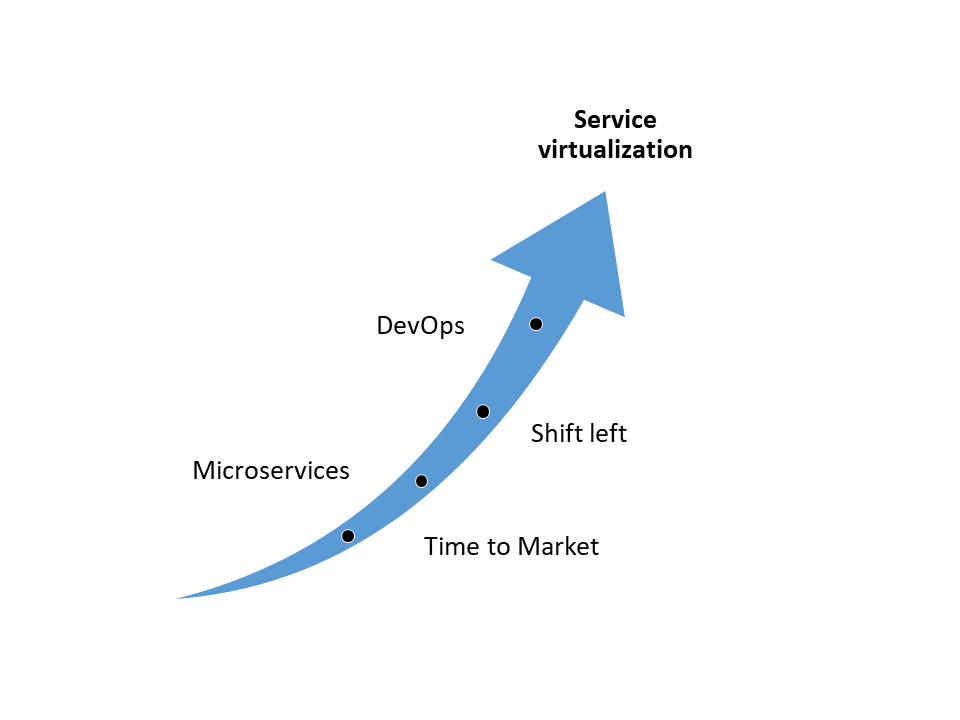 Service
virtualization
DevOps
Shift left
Microservices
Time to Market